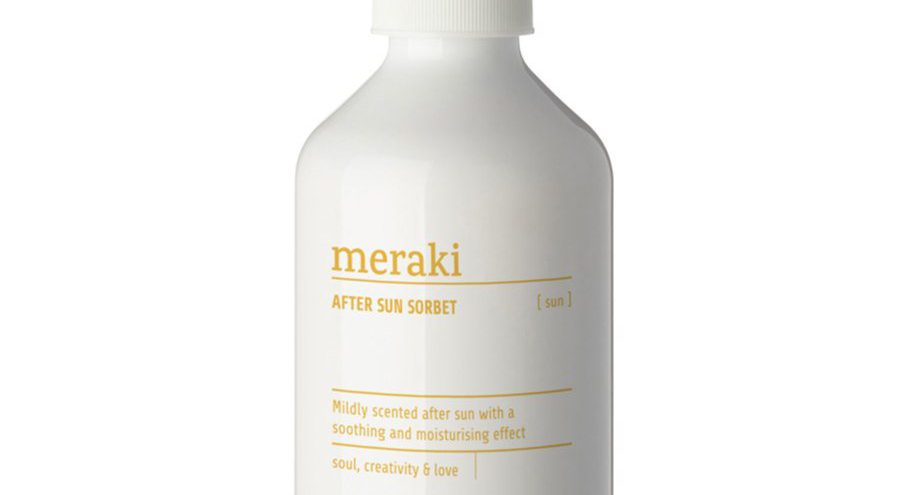 meraki
AFTER SUN SORBET [ sun ]
Mildly scented after sun with a
soothing and moisturising effect
soul, creativity & love